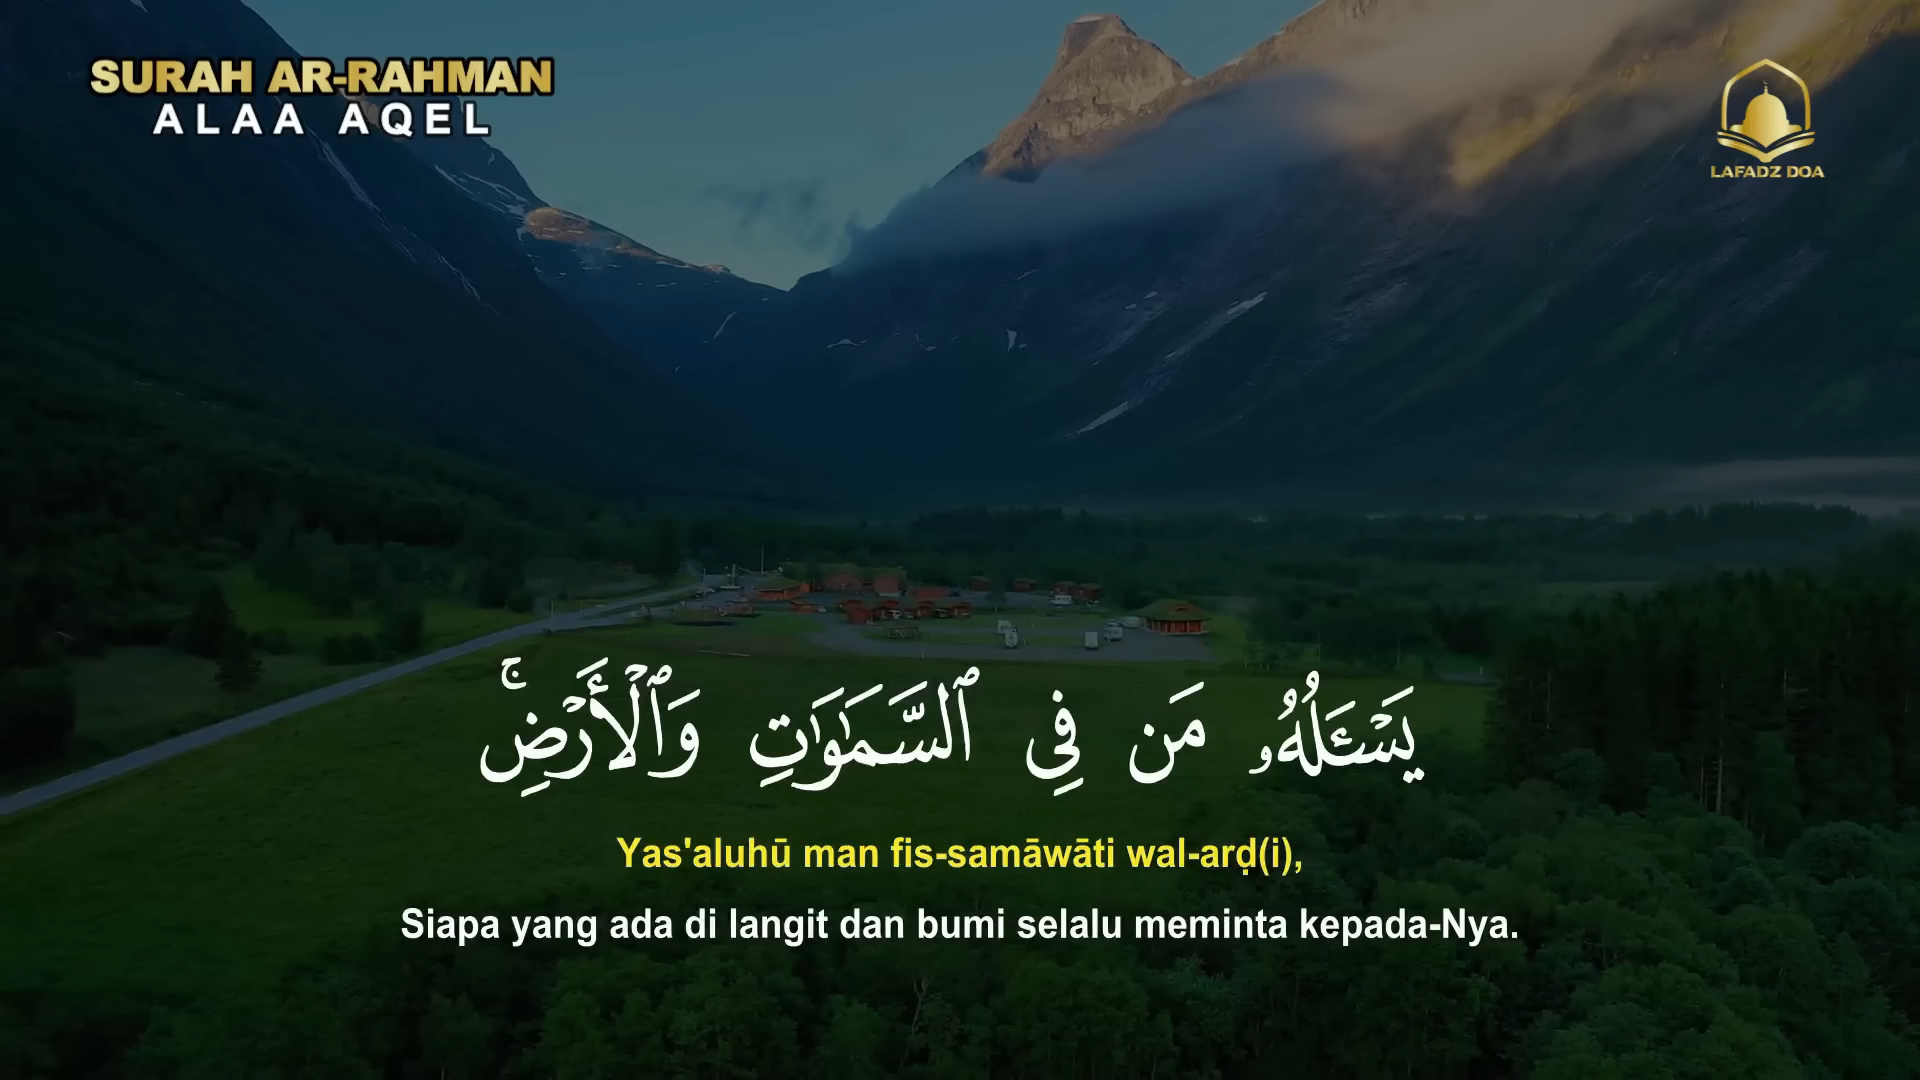 SURAH AR-RAHMAN
ALAA AQEL
LAFADZ DOA
يَسْـَٔلُهُۥ مَن فِى ٱلسَّمَـٰوَٰتِ وَٱلْأَرْضِ ۚ
Yas'aluhū man fis-samāwāti wal-arḍ(i),
Siapa yang ada di langit dan bumi selalu meminta kepada-Nya.